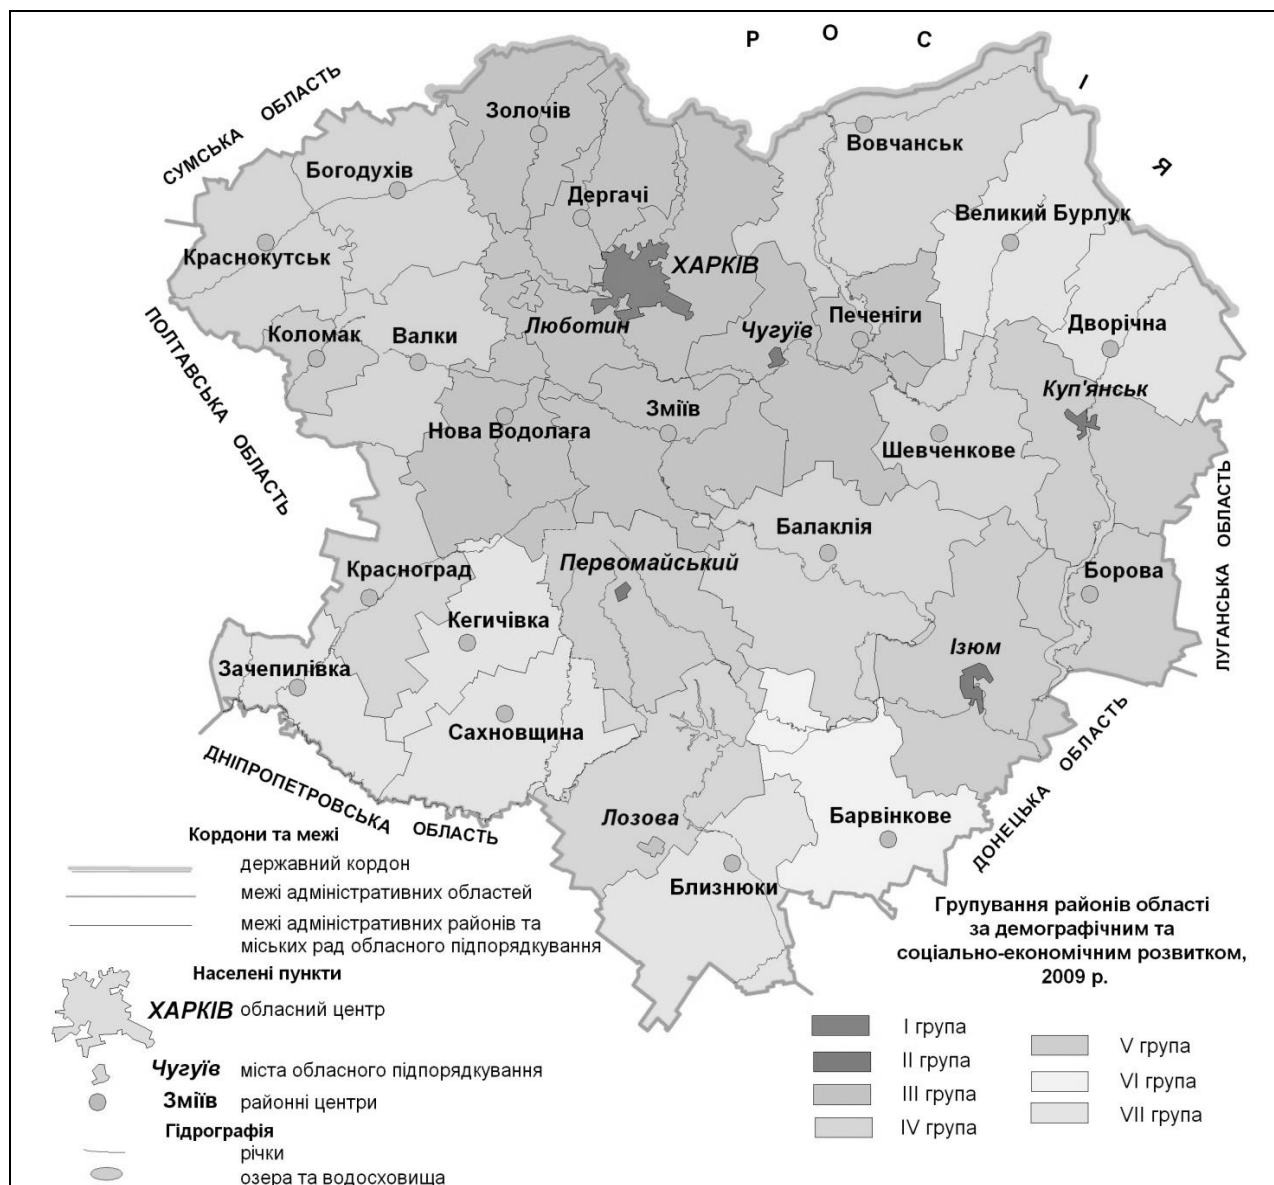 Р О С І Я
СУМСЬКА ОБЛАСТЬ
Золочів
Вовчанськ
Богодухів
Дергачі
Великий Бурлук
Краснокутськ
ХАРКІВ
ПОЛТАВСЬКА ОБЛАСТЬ
Коломак
Валки
Люботин
Чугуїв
Печеніги
Дворічна
Куп'янськ
Нова Водолага
Зміїв
Шевченкове
ЛУГАНСЬКА ОБЛАСТЬ
Балаклія
Красноград
Первомайський
Борова
Кегичівка
Ізюм
Зачепилівка
Сахновщина
ДНІПРОПЕТРОВСЬКА ОБЛАСТЬ
Лозова
Барвінкове
ДОНЕЦЬКА ОБЛАСТЬ
Близнюки
Кордони та межі
державний кордон
межі адміністративних областей
межі адміністративних районів та
міських рад обласного підпорядкування
Населені пункти
ХАРКІВ обласний центр
Чугуїв міста обласного підпорядкування
Зміїв районні центри
Гідрографія
річки
озера та водосховища
Групування районів області
за демографічним та
соціально-економічним розвитком,
2009 р.
I група
II група
III група
IV група
V група
VI група
VII група